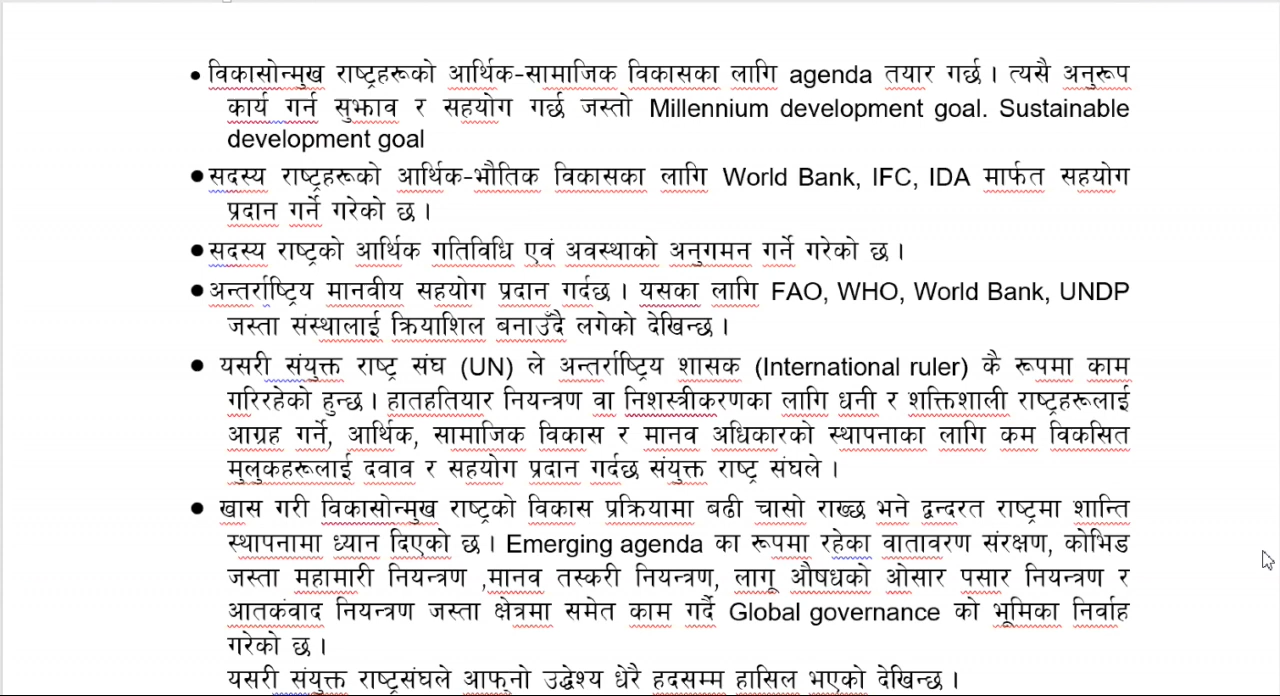 • विकासोन्मुख राष्ट्रहरूको आर्थिक-सामाजिक विकासका लागि agenda तयार गर्छ । त्यसै अनुरूप
कार्य गर्न सुझाव र सहयोग गर्छ जस्तो Millennium development goal. Sustainable
development goal
● सदस्य राष्ट्रहरूको आर्थिक-भौतिक विकासका लागि World Bank, IFC, IDA मार्फत सहयोग
प्रदान गर्ने गरेको छ ।
● सदस्य राष्ट्रको आर्थिक गतिविधि एवं अवस्थाको अनुगमन गर्ने गरेको छ ।
● अन्तर्राष्ट्रिय मानवीय सहयोग प्रदान गर्दछ । यसका लागि FAO, WHO, World Bank, UNDP
जस्ता संस्थालाई क्रियाशिल बनाउँदै लगेको देखिन्छ ।
● यसरी संयुक्त राष्ट्र संघ (UN) ले अन्तर्राष्ट्रिय शासक (International ruler) कै रूपमा काम
गरिरहेको हुन्छ । हातहतियार नियन्त्रण वा निशस्त्रीकरणका लागि धनी र शक्तिशाली राष्ट्रहरूलाई
आग्रह गर्ने, आर्थिक, सामाजिक विकास र मानव अधिकारको स्थापनाका लागि कम विकसित
मुलुकहरूलाई दवाव र सहयोग प्रदान गर्दछ संयुक्त राष्ट्र संघले ।
● खास गरी विकासोन्मुख राष्ट्रको विकास प्रक्रियामा बढी चासो राख्छ भने द्वन्दरत राष्ट्रमा शान्ति
स्थापनामा ध्यान दिएको छ । Emerging agenda का रूपमा रहेका वातावरण संरक्षण, कोभिड
जस्ता महामारी नियन्त्रण ,मानव तस्करी नियन्त्रण, लागू औषधको ओसार पसार नियन्त्रण र
आतकंवाद नियन्त्रण जस्ता क्षेत्रमा समेत काम गर्दै Global governance को भूमिका निर्वाह
गरेको छ ।
यसरी संयुक्त राष्ट्रसंघले आफ्नो उद्धेश्य धेरै हदसम्म हासिल भएको देखिन्छ ।